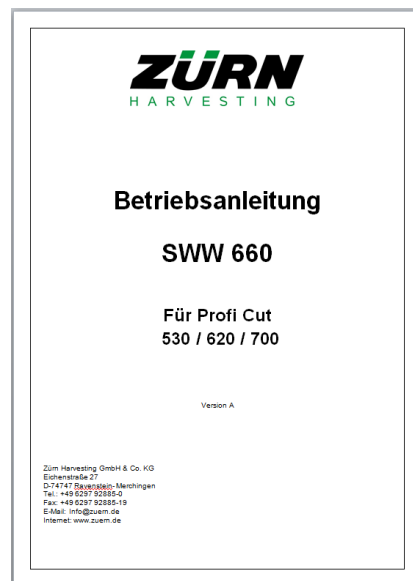 ZÜRN
HARVESTING
Betriebsanleitung
SWW 660
Für Profi Cut
530 / 620 / 700
Version A
Zürn Harvesting GmbH & Co. KG
Eichenstraße 27
D-74747 Ravenstein-Merchingen
Tel.: +49 6297 92885-0
Fax: +49 6297 92885-19
E-Mail: Info@zuern.de
Internet: www.zuern.de